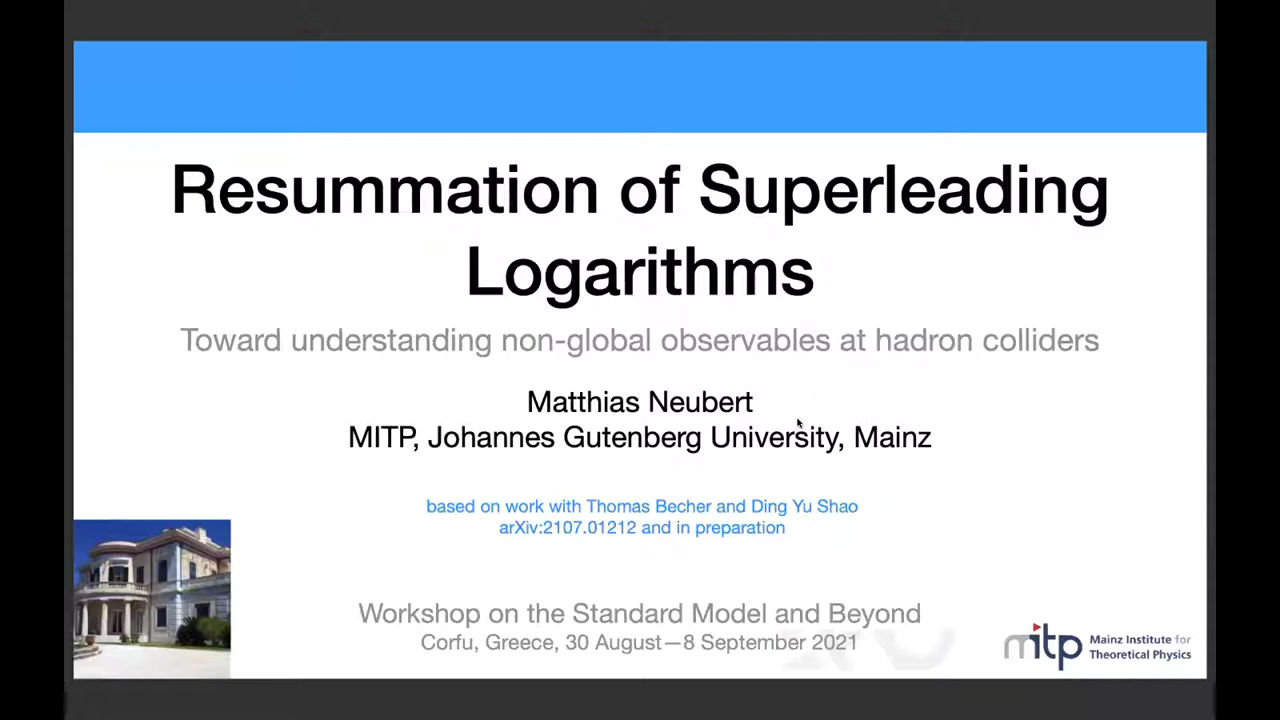 Resummation of Superleading
Logarithms
Toward understanding non-global observables at hadron colliders
Matthias Neubert
MITP, Johannes Gutenberg University, Mainz
based on work with Thomas Becher and Ding Yu Shao
arXiv:2107.01212 and in preparation
Workshop on the Standard Model and Beyond
Corfu, Greece, 30 August—8 September 2021
mitp
Mainz Institute for
Theoretical Physics